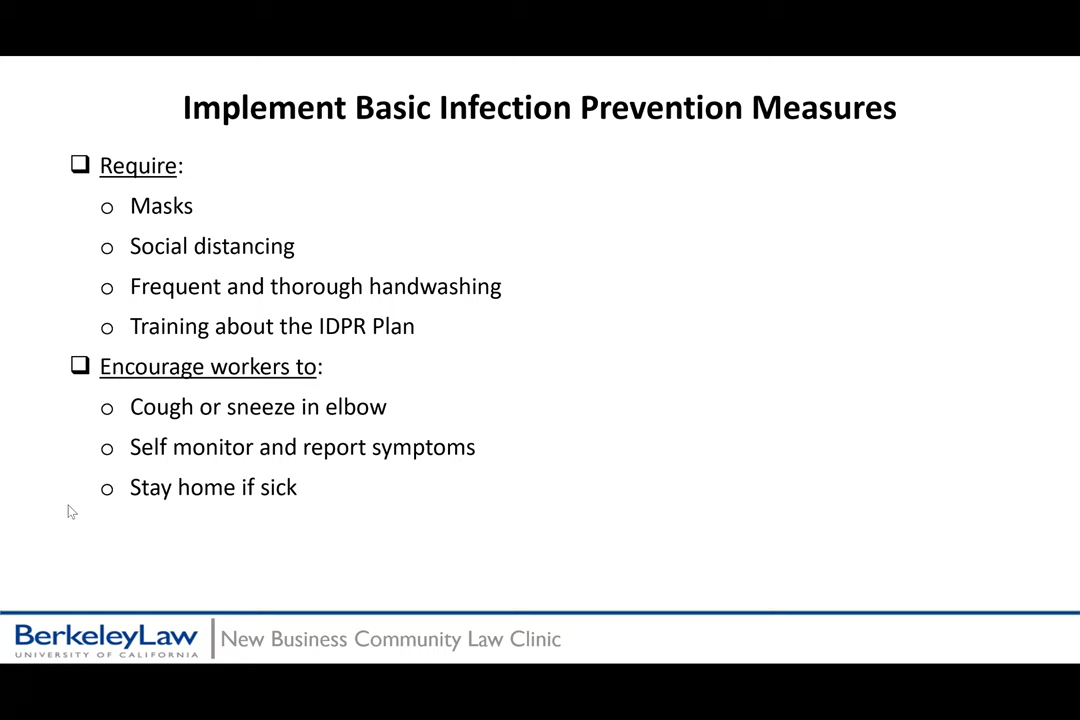 Implement Basic Infection Prevention Measures
❑ Require:
o Masks
o Social distancing
o Frequent and thorough handwashing
o Training about the IDPR Plan
❑ Encourage workers to:
o Cough or sneeze in elbow
o Self monitor and report symptoms
o Stay home if sick
BerkeleyLaw
UNIVERSITY OF CALIFORNIA
New Business Community Law Clinic